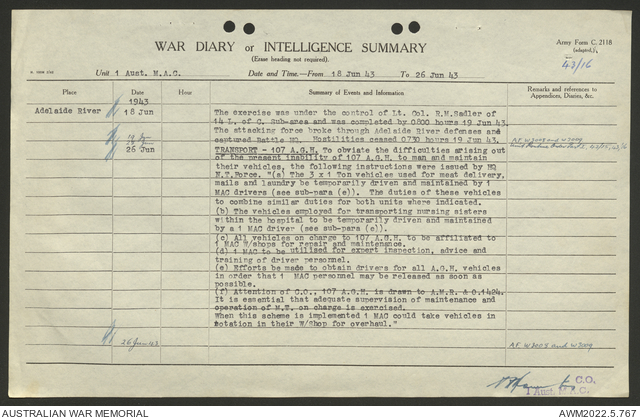 WAR DIARY or INTELLIGENCE SUMMARY
(Erase heading not required).
Army Form C. 2118
(adapted.)
43/16
Unit 1 Aust. M.A.C. Date and Time.—From 18 Jun 43 To 26 Jun 43
Place Date Hour Summary of Events and Information Remarks and references to Appendices, Diaries, &c.
1943
Adelaide River 18 Jun The exercise was under the control of Lt. Col. R.M.Sadler of
14 L. of C. Sub-area and was completed by 0800 hours 19 Jun 43.
The attacking force broke through Adelaide River defenses and
captured Battle HQ. Hostilities ceased 0730 hours 19 Jun 43.
A.F. W3008 and W3009
26 Jun TRANSPORT - 107 A.G.H. To obviate the difficulties arising out
of the present inability of 107 A.G.H. to man and maintain
their vehicles, the following instructions were issued by HQ
N.T.Force. "(a) The 3 x 1 Ton vehicles used for meat delivery,
mails and laundry be temporarily driven and maintained by 1
MAC drivers (see sub-para (e)). The duties of these vehicles
to combine similar duties for both units where indicated.
(b) The vehicles employed for transporting nursing sisters
within the hospital to be temporarily driven and maintained
by a 1 MAC driver (see sub-para (e)).
(c) All vehicles on charge to 107 A.G.H. to be affiliated to
1 MAC W/shops for repair and maintenance.
(d) 1 MAC to be utilised for expert inspection, advice and
training of driver personnel.
(e) Efforts be made to obtain drivers for all A.G.H. vehicles
in order that 1 MAC personnel may be released as soon as
possible.
(f) Attention of C.O., 107 A.G.H. is drawn to A.M.R. & O.1424.
It is essential that adequate supervision of maintenance and
operation of M.T. on charge is exercised.
When this scheme is implemented 1 MAC could take vehicles in
rotation in their W/Shop for overhaul."
26 Jun 43 A.F. W3008 and W3009
C.O.
1 Aust. M.A.C.
AUSTRALIAN WAR MEMORIAL AWM2022.5.767